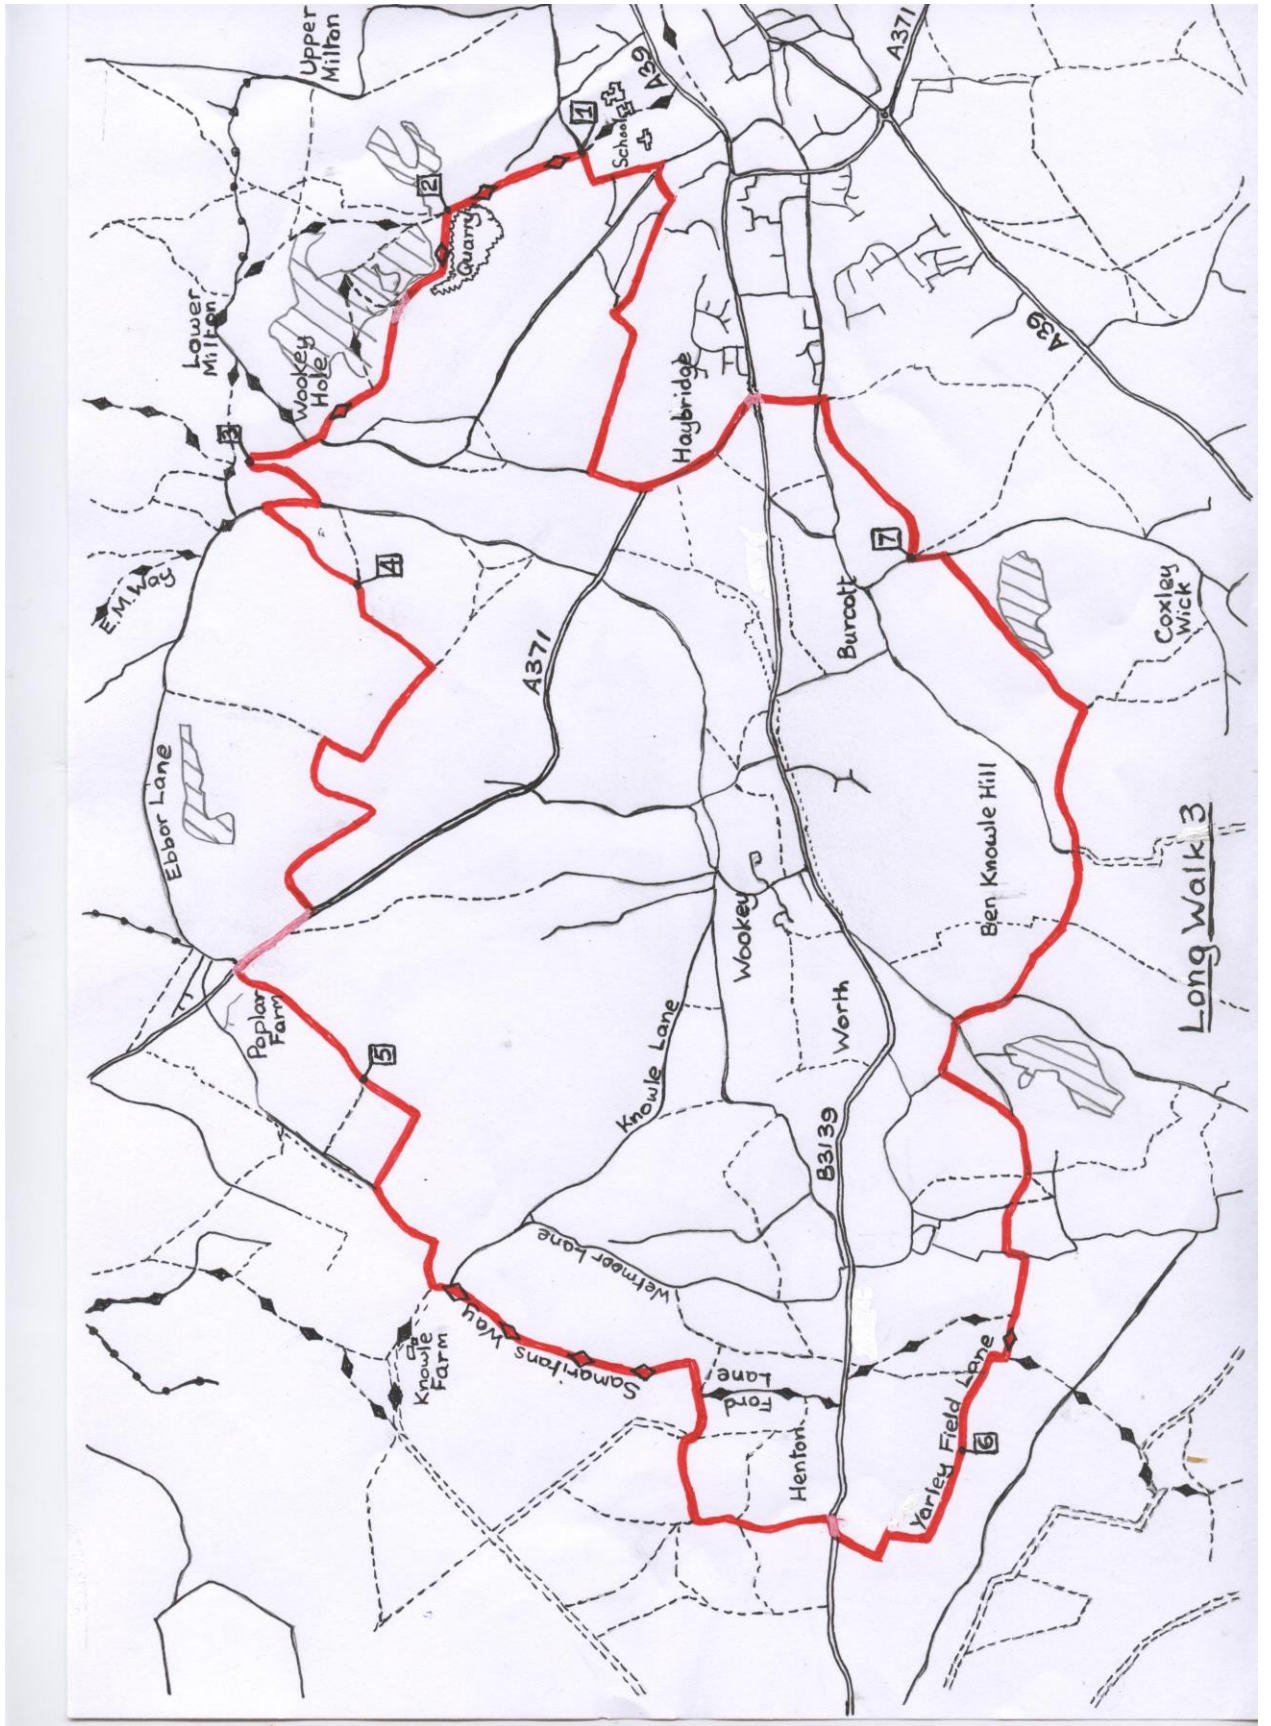 E.M. Way
Ebbor Lane
Lower
Milton
Upper
Milton
3
Wookey
Hole
Poplar
Farm
5
4
2
Quarry
Knowle
Farm
Samaritans Way
Wetmoor Lane
Knowle Lane
A371
1
School
A39
Haybridge
Ford
Lane
Wookey
Henton
B3139
Worth
Burcott
7
A371
Yarley Field Lane
6
Ben Knowle Hill
A39
Coxley
Wick
Long Walk 3